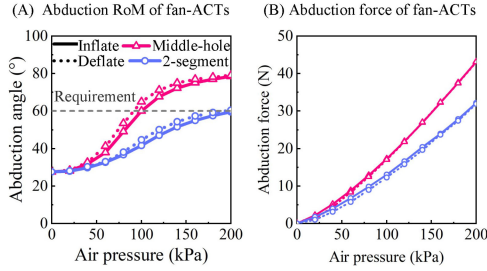 (A) Abduction RoM of fan-ACTs
Inflate Middle-hole
Deflate 2-segment
Requirement
Abduction angle (°)
100
80
60
40
20
0
0 50 100 150 200
Air pressure (kPa)
(B) Abduction force of fan-ACTs
Abduction force (N)
50
40
30
20
10
0
0 50 100 150 200
Air pressure (kPa)